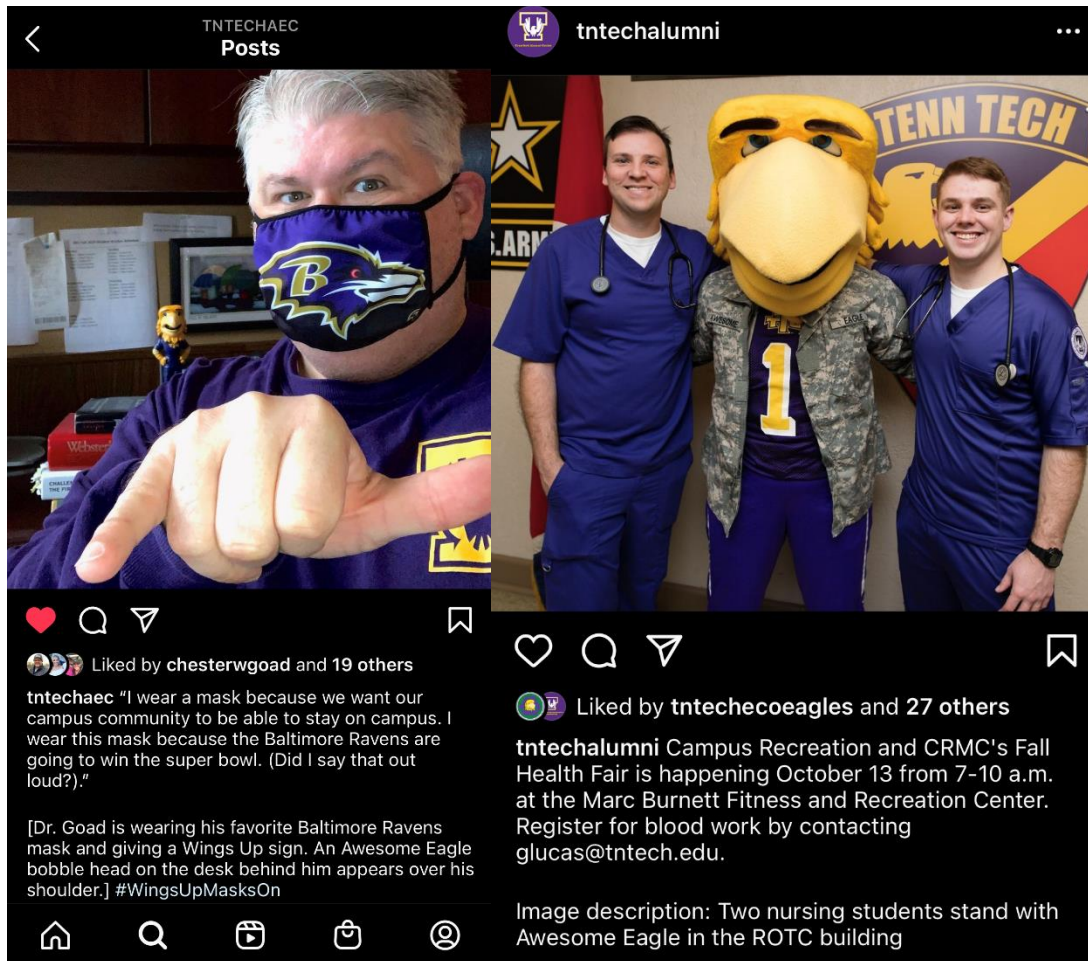 TNTECHAEC
Posts
B
Webster
CHALLE
THE FI
Liked by chesterwgoad and 19 others
tntechaec “I wear a mask because we want our
campus community to be able to stay on campus. I
wear this mask because the Baltimore Ravens are
going to win the super bowl. (Did I say that out
loud?).”
[Dr. Goad is wearing his favorite Baltimore Ravens
mask and giving a Wings Up sign. An Awesome Eagle
bobble head on the desk behind him appears over his
shoulder.] #WingsUpMasksOn
tntechalumni
TENN TECH
S.ARM
EAGLE
1
Liked by tntechecoeagles and 27 others
tntechalumni Campus Recreation and CRMC's Fall
Health Fair is happening October 13 from 7-10 a.m.
at the Marc Burnett Fitness and Recreation Center.
Register for blood work by contacting
glucas@tntech.edu.
Image description: Two nursing students stand with
Awesome Eagle in the ROTC building